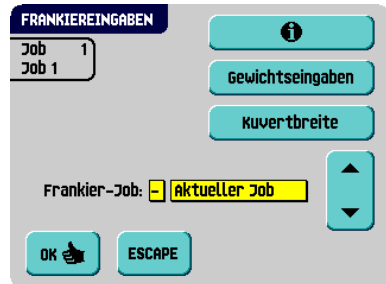 FRANKIEREINGABEN
Job 1
Job 1
Gewichtseingaben
Kuvertbreite
Frankier-Job: - Aktueller Job
OK
ESCAPE